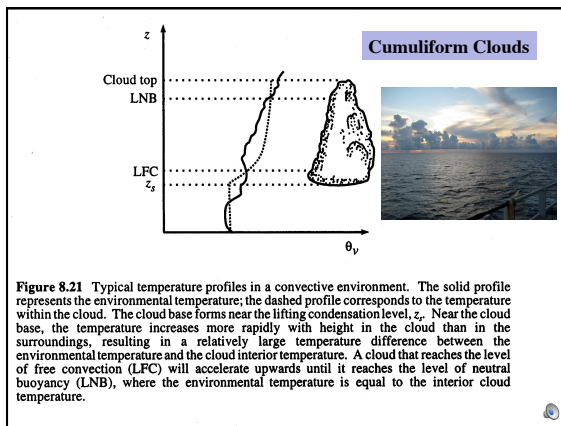 z
Cumuliform Clouds
Cloud top
LNB
LFC
zs
θv
Figure 8.21 Typical temperature profiles in a convective environment. The solid profile
represents the environmental temperature; the dashed profile corresponds to the temperature
within the cloud. The cloud base forms near the lifting condensation level, zs. Near the cloud
base, the temperature increases more rapidly with height in the cloud than in the
surroundings, resulting in a relatively large temperature difference between the
environmental temperature and the cloud interior temperature. A cloud that reaches the level
of free convection (LFC) will accelerate upwards until it reaches the level of neutral
buoyancy (LNB), where the environmental temperature is equal to the interior cloud
temperature.